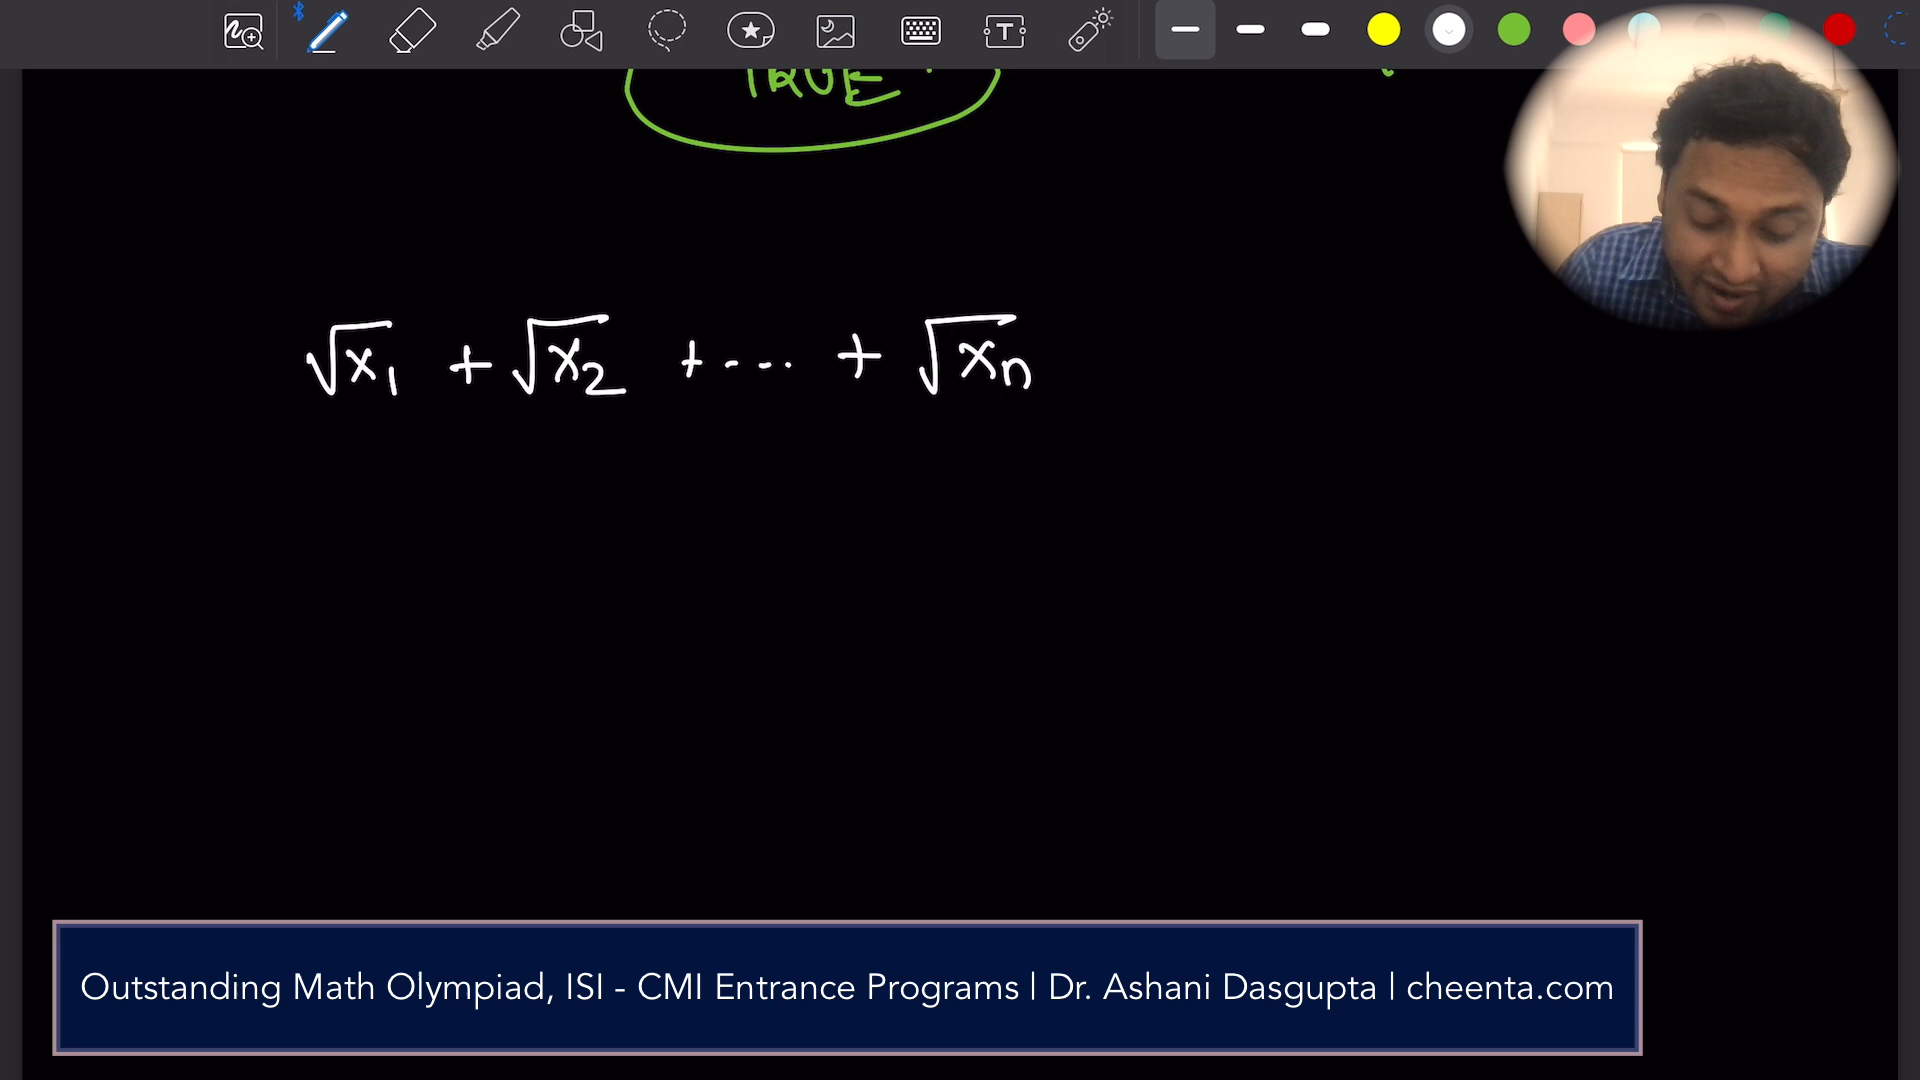 TRUE
√x₁ + √x₂ + ... + √xₙ
Outstanding Math Olympiad, ISI - CMI Entrance Programs | Dr. Ashani Dasgupta | cheenta.com